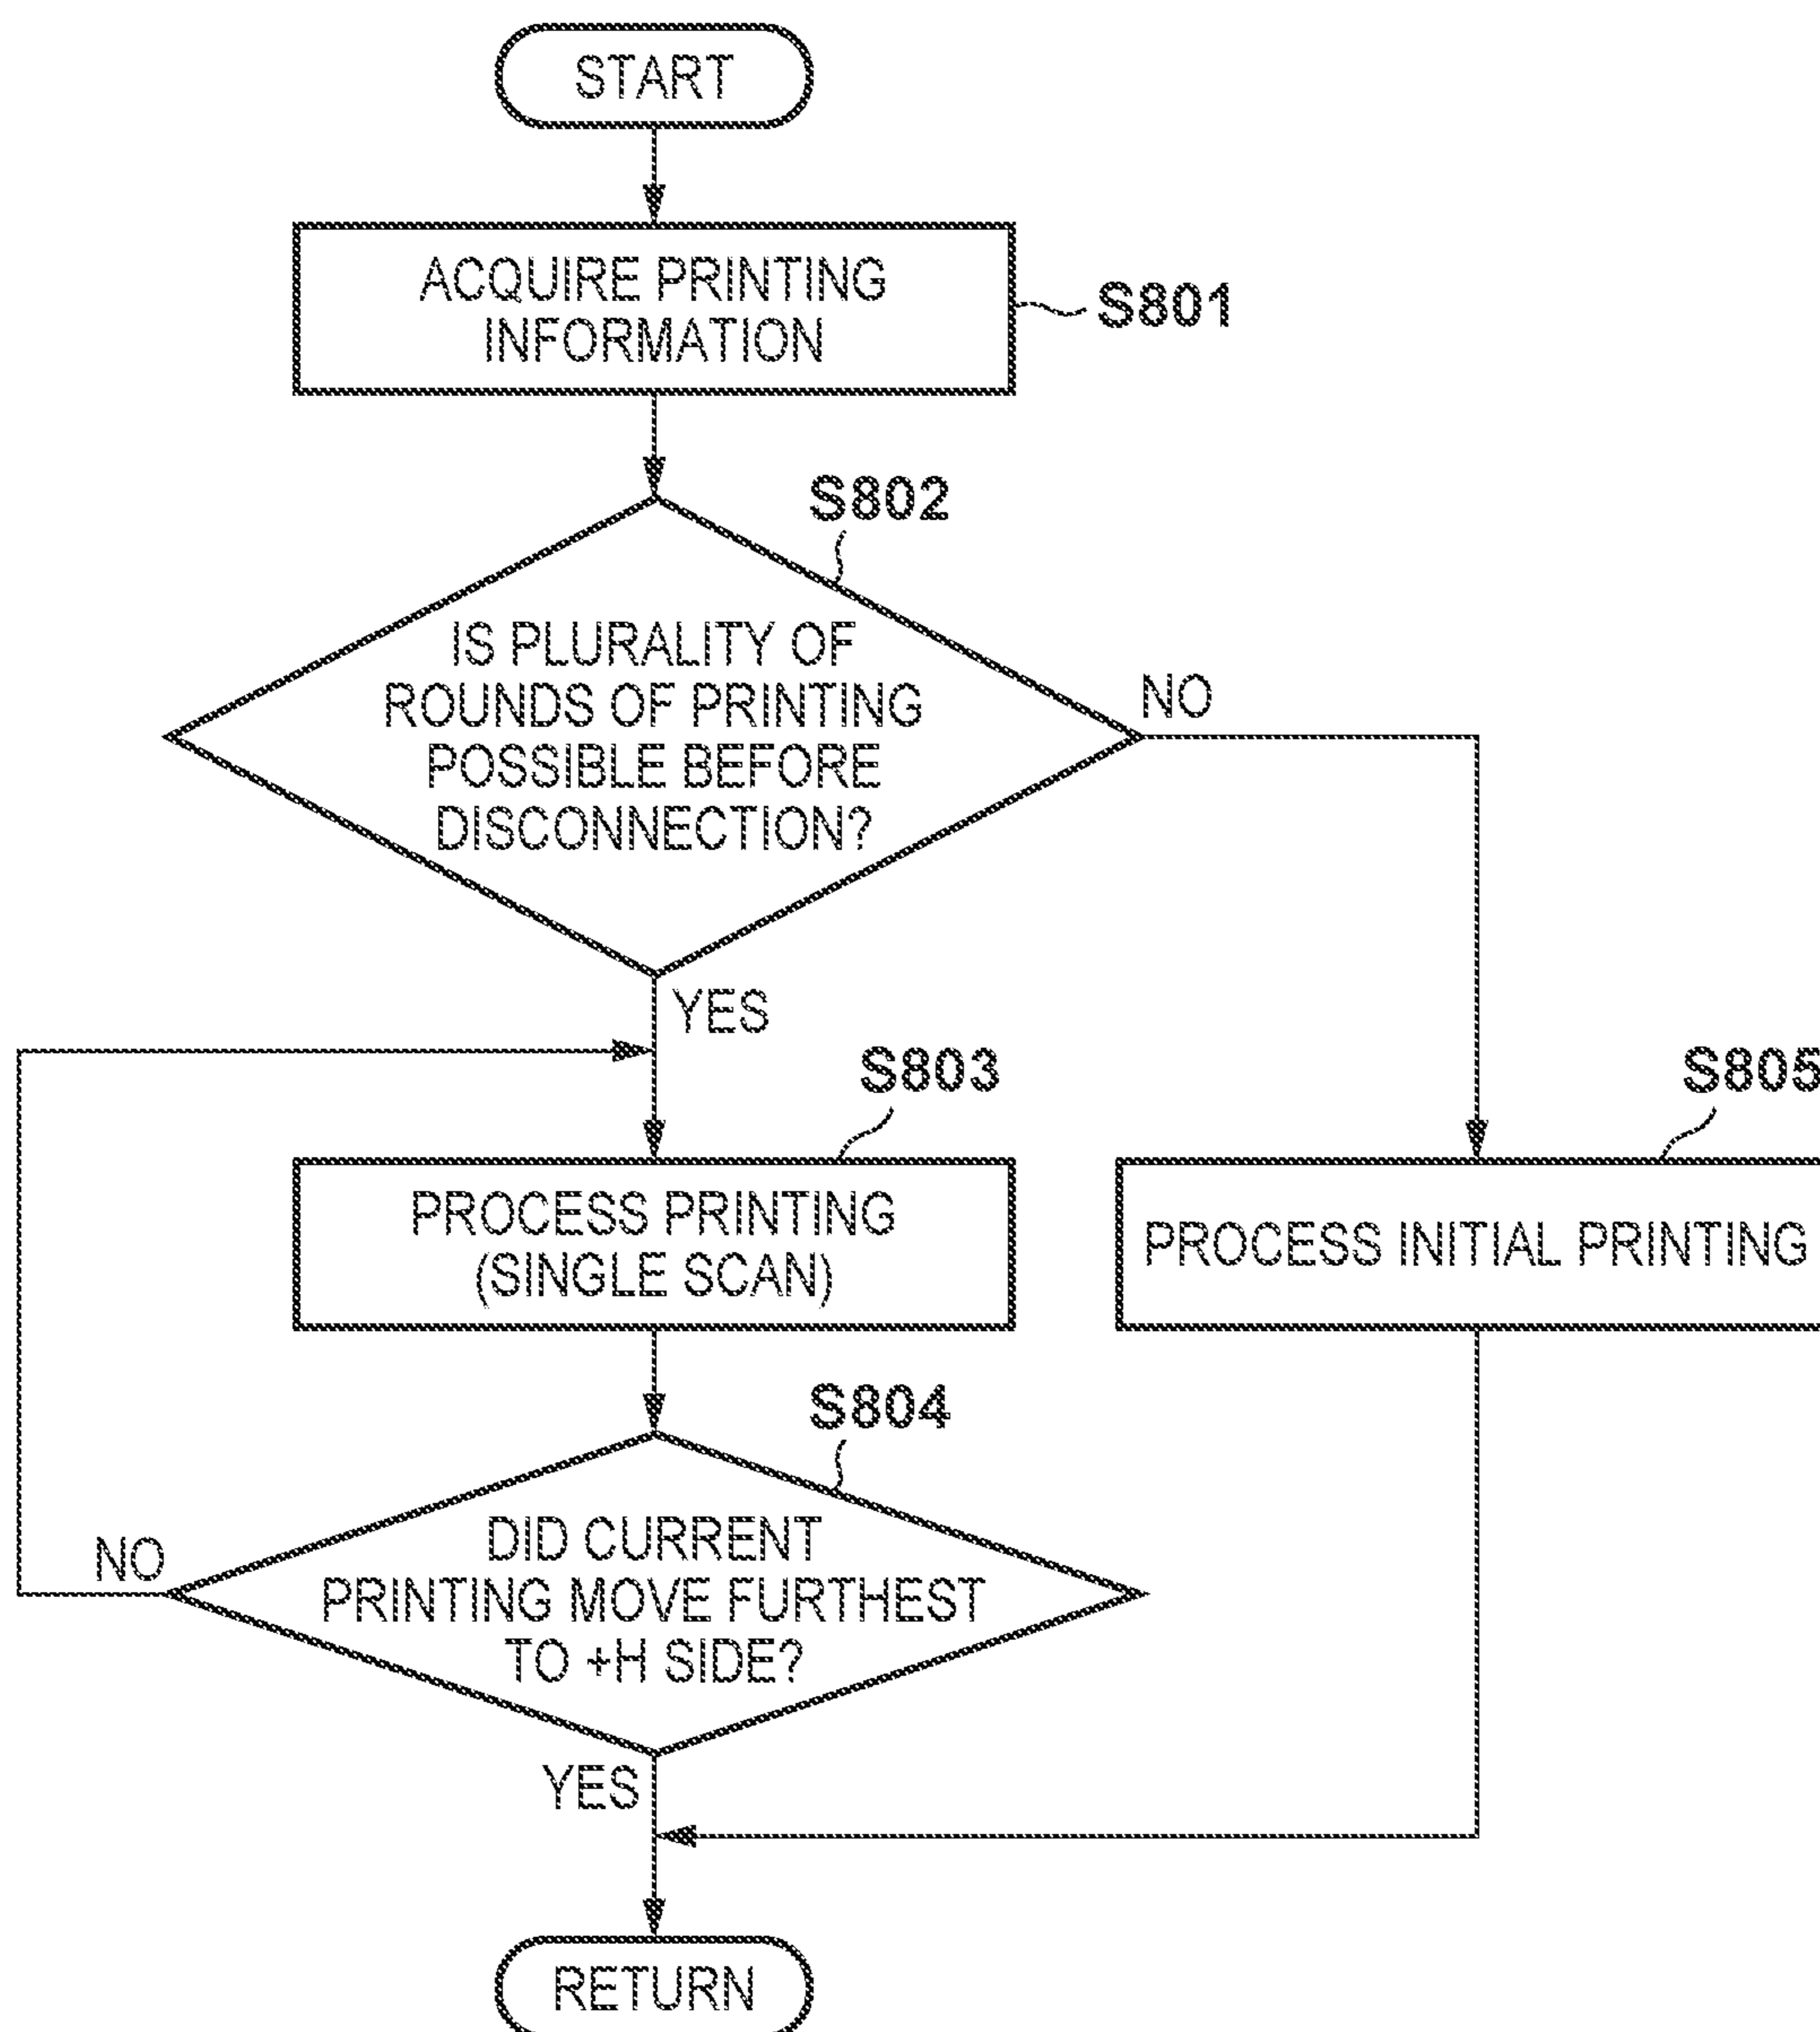 START
ACQUIRE PRINTING
INFORMATION
S801
S802
IS PLURALITY OF
ROUNDS OF PRINTING
POSSIBLE BEFORE
DISCONNECTION?
NO
YES
S803
S805
PROCESS PRINTING
(SINGLE SCAN)
PROCESS INITIAL PRINTING
S804
DID CURRENT
PRINTING MOVE FURTHEST
TO +H SIDE?
NO
YES
RETURN